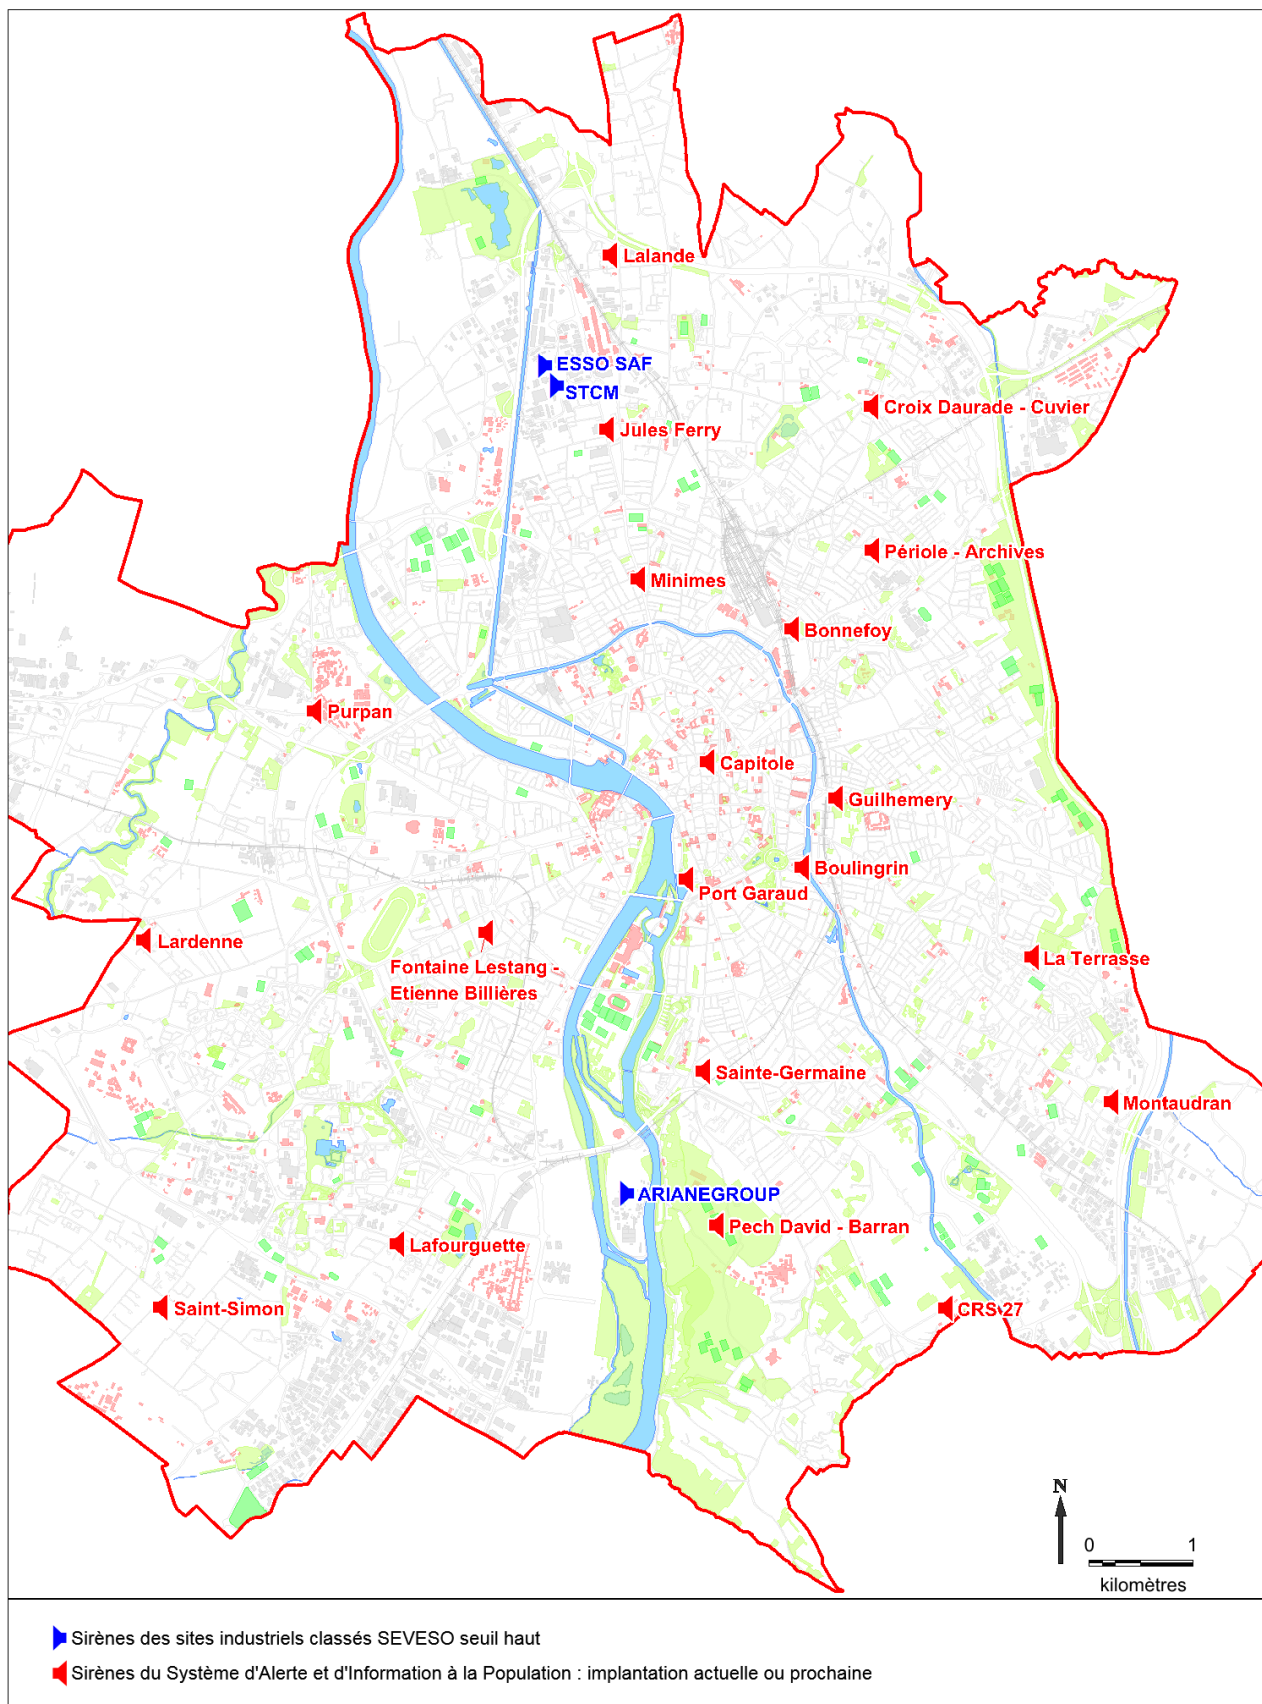 Lalande
ESSO SAF
STCM
Croix Daurade - Cuvier
Jules Ferry
Périole - Archives
Minimes
Bonnefoy
Purpan
Capitole
Guilhemery
Boulingrin
Port Garaud
Lardenne
Fontaine Lestang -
Etienne Billières
La Terrasse
Sainte-Germaine
Montaudran
ARIANEGROUP
Pech David - Barran
Lafourguette
Saint-Simon
CRS 27
N
0 1
kilomètres
Sirènes des sites industriels classés SEVESO seuil haut
Sirènes du Système d'Alerte et d'Information à la Population : implantation actuelle ou prochaine